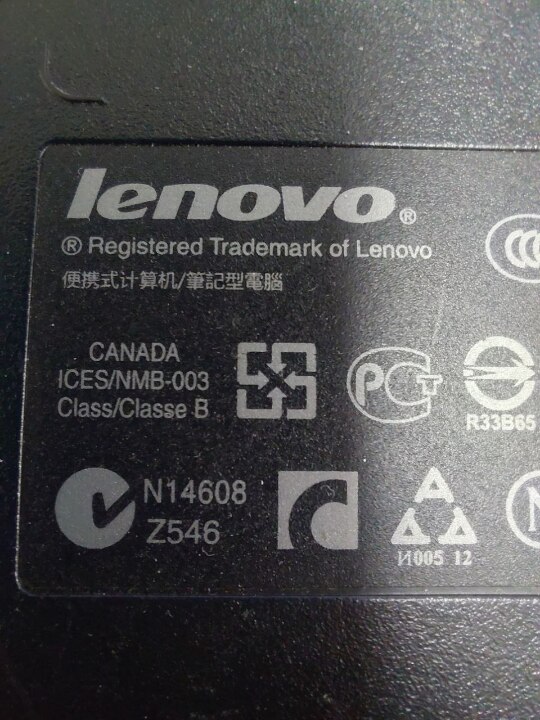 lenovo®
® Registered Trademark of Lenovo
便携式计算机/筆記型電腦
CANADA
ICES/NMB-003
Class/Classe B
R33B65
N14608
Z546
И005 12